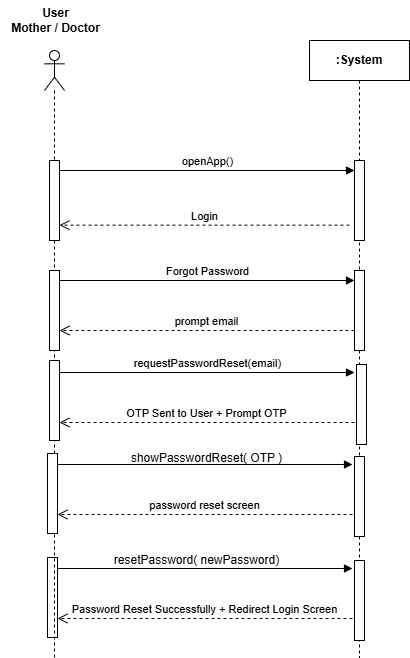 User
Mother / Doctor
:System
openApp()
Login
Forgot Password
prompt email
requestPasswordReset(email)
OTP Sent to User + Prompt OTP
showPasswordReset( OTP )
password reset screen
resetPassword( newPassword)
Password Reset Successfully + Redirect Login Screen